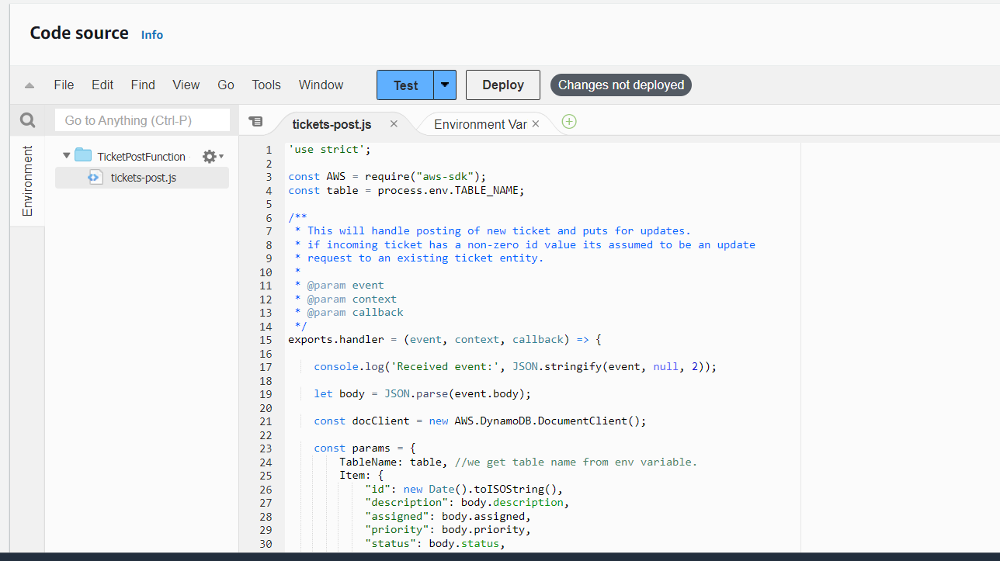 Code source Info
File Edit Find View Go Tools Window Test Deploy Changes not deployed
Go to Anything (Ctrl-P)
tickets-post.js × Environment Var ×
Environment
TicketPostFunction
tickets-post.js
1 'use strict';
2
3 const AWS = require("aws-sdk");
4 const table = process.env.TABLE_NAME;
5
6 /**
7 * This will handle posting of new ticket and puts for updates.
8 * if incoming ticket has a non-zero id value its assumed to be an update
9 * request to an existing ticket entity.
10 *
11 * @param event
12 * @param context
13 * @param callback
14 */
15 exports.handler = (event, context, callback) => {
16
17 console.log('Received event:', JSON.stringify(event, null, 2));
18
19 let body = JSON.parse(event.body);
20
21 const docClient = new AWS.DynamoDB.DocumentClient();
22
23 const params = {
24 TableName: table, //we get table name from env variable.
25 Item: {
26 "id": new Date().toISOString(),
27 "description": body.description,
28 "assigned": body.assigned,
29 "priority": body.priority,
30 "status": body.status,